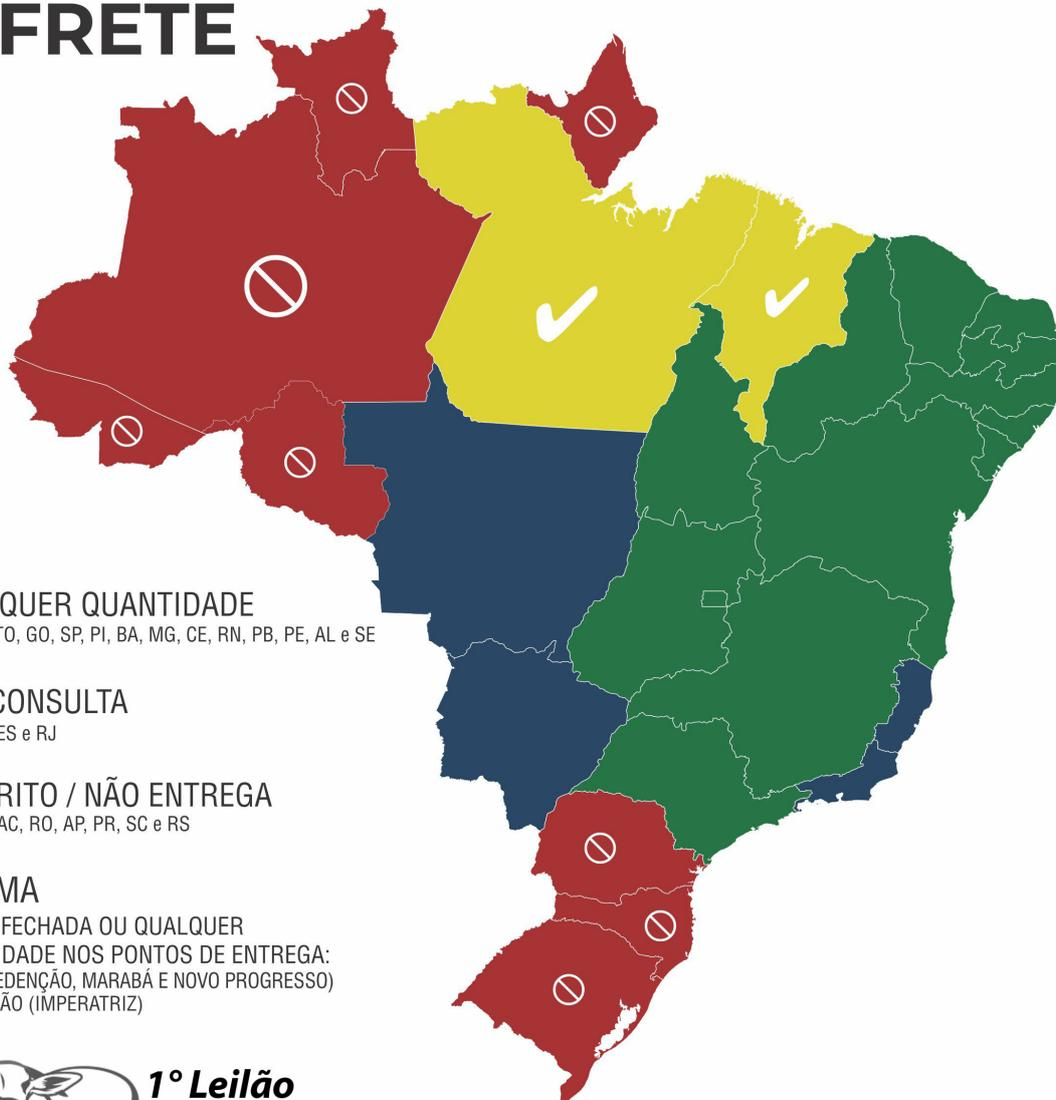 FRETE
QUER QUANTIDADE
TO, GO, SP, PI, BA, MG, CE, RN, PB, PE, AL e SE
CONSULTA
ES e RJ
RITO / NÃO ENTREGA
AC, RO, AP, PR, SC e RS
MA
FECHADA OU QUALQUER
DADE NOS PONTOS DE ENTREGA:
EDENÇÃO, MARABÁ E NOVO PROGRESSO)
ÃO (IMPERATRIZ)
1° Leilão